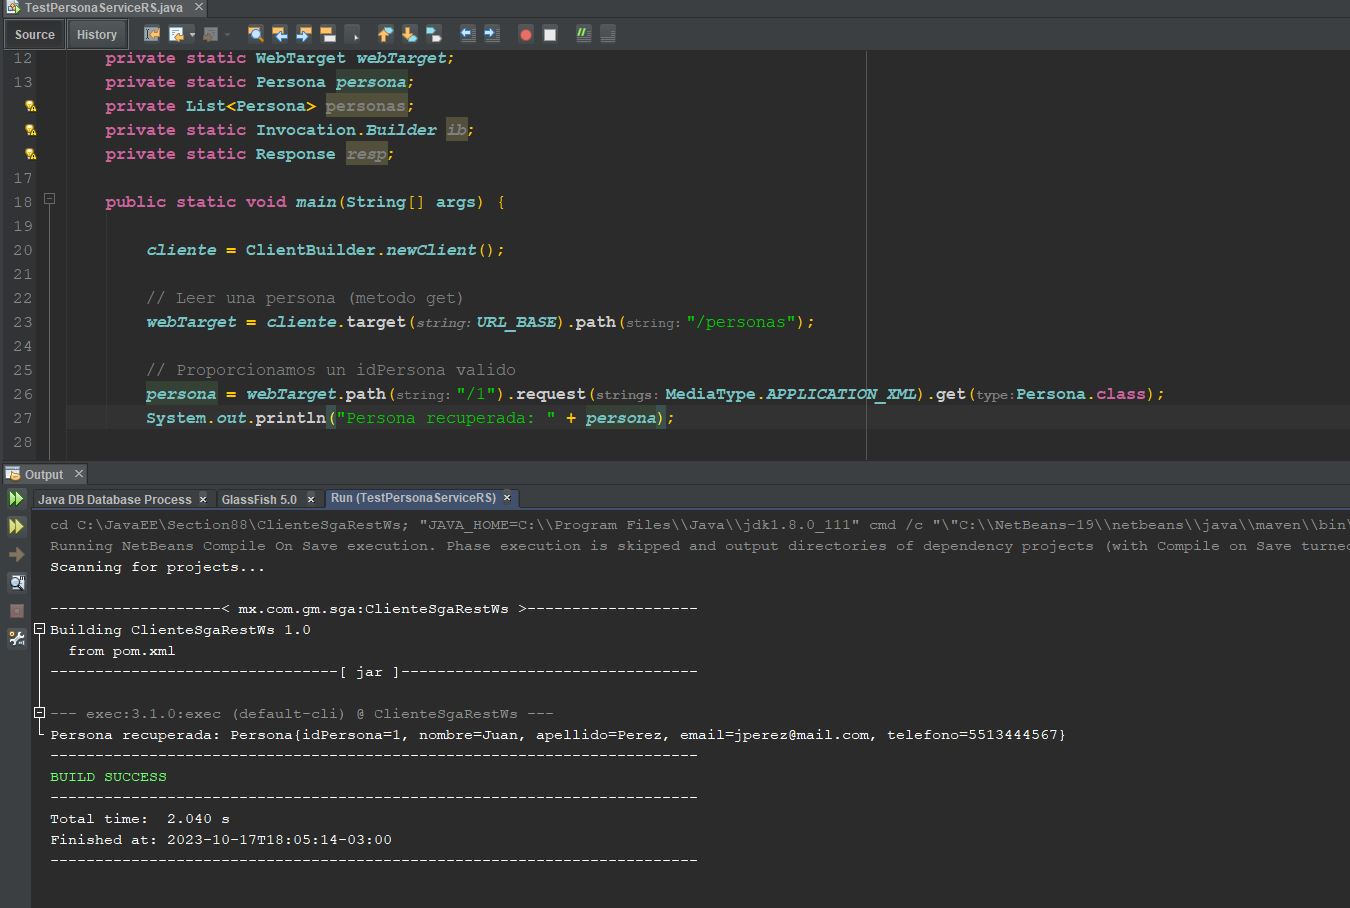 TestPersonaServiceRS.java
Source History
12 private static WebTarget webTarget;
13 private static Persona persona;
private List<Persona> personas;
private static Invocation.Builder ib;
private static Response resp;
17
18 public static void main(String[] args) {
19
20 cliente = ClientBuilder.newClient();
21
22 // Leer una persona (metodo get)
23 webTarget = cliente.target(string: URL_BASE).path(string: "/personas");
24
25 // Proporcionamos un idPersona valido
26 persona = webTarget.path(string: "/1").request(strings: MediaType.APPLICATION_XML).get(type: Persona.class);
27 System.out.println("Persona recuperada: " + persona);
28
Output
Java DB Database Process GlassFish 5.0 Run (TestPersonaServiceRS)
cd C:\JavaEE\Section88\ClienteSgaRestWs; "JAVA_HOME=C:\\Program Files\\Java\\jdk1.8.0_111" cmd /c "\"C:\\NetBeans-19\\netbeans\\java\\maven\\bin\
Running NetBeans Compile On Save execution. Phase execution is skipped and output directories of dependency projects (with Compile on Save turned
Scanning for projects...
-------------------< mx.com.gm.sga:ClienteSgaRestWs >-------------------
Building ClienteSgaRestWs 1.0
from pom.xml
--------------------------------[ jar ]---------------------------------
--- exec:3.1.0:exec (default-cli) @ ClienteSgaRestWs ---
Persona recuperada: Persona{idPersona=1, nombre=Juan, apellido=Perez, email=jperez@mail.com, telefono=5513444567}
------------------------------------------------------------------------
BUILD SUCCESS
------------------------------------------------------------------------
Total time:  2.040 s
Finished at: 2023-10-17T18:05:14-03:00
------------------------------------------------------------------------